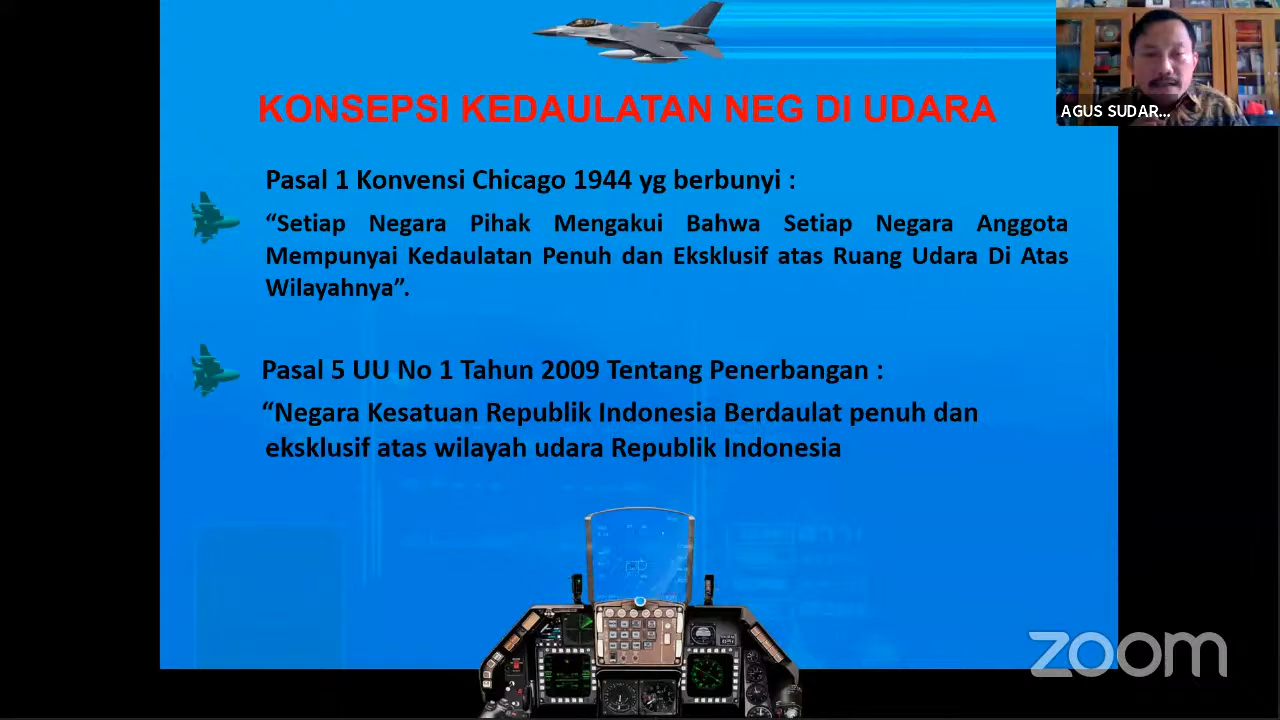 KONSEPSI KEDAULATAN NEG DI UDARA
AGUS SUDAR...
Pasal 1 Konvensi Chicago 1944 yg berbunyi :
“Setiap Negara Pihak Mengakui Bahwa Setiap Negara Anggota
Mempunyai Kedaulatan Penuh dan Eksklusif atas Ruang Udara Di Atas
Wilayahnya”.
Pasal 5 UU No 1 Tahun 2009 Tentang Penerbangan :
“Negara Kesatuan Republik Indonesia Berdaulat penuh dan
eksklusif atas wilayah udara Republik Indonesia
zoom